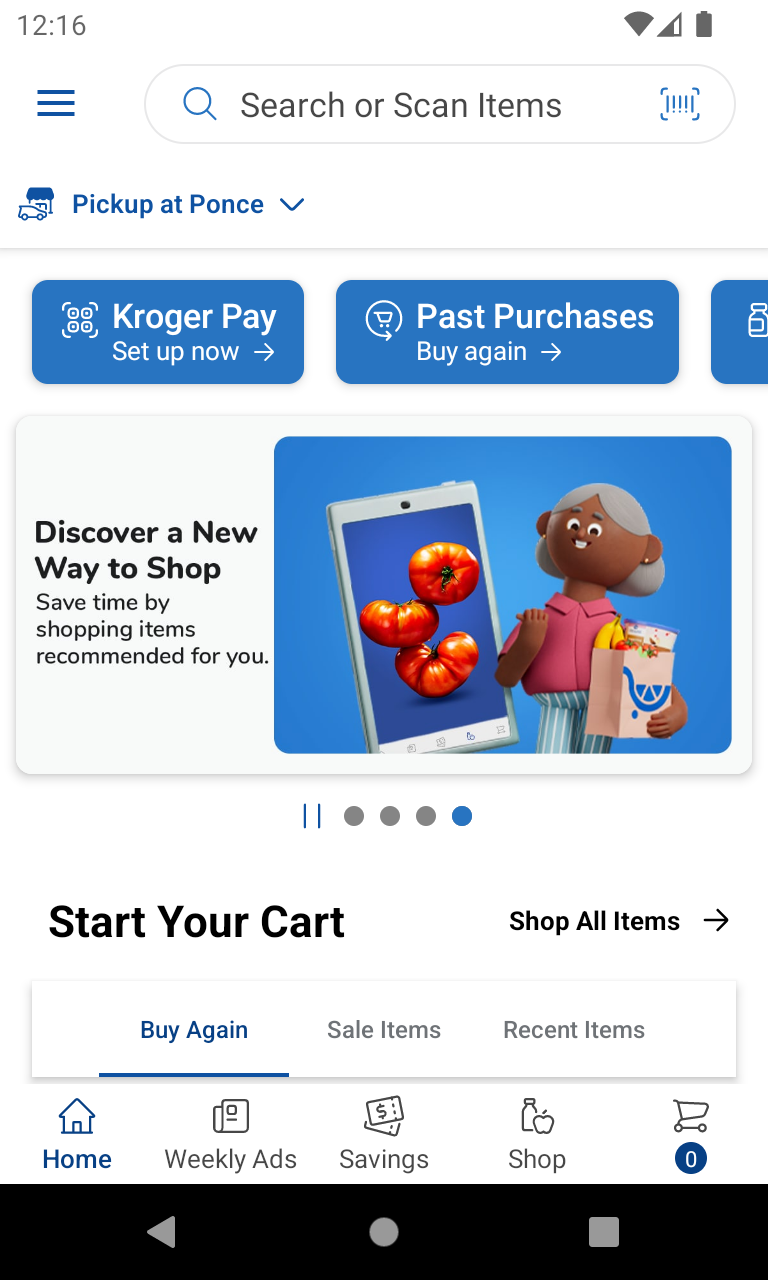 12:16
Search or Scan Items
Pickup at Ponce
Kroger Pay
Set up now
Past Purchases
Buy again
Discover a New
Way to Shop
Save time by
shopping items
recommended for you.
Start Your Cart
Shop All Items
Buy Again
Sale Items
Recent Items
Home
Weekly Ads
$
Savings
Shop
0